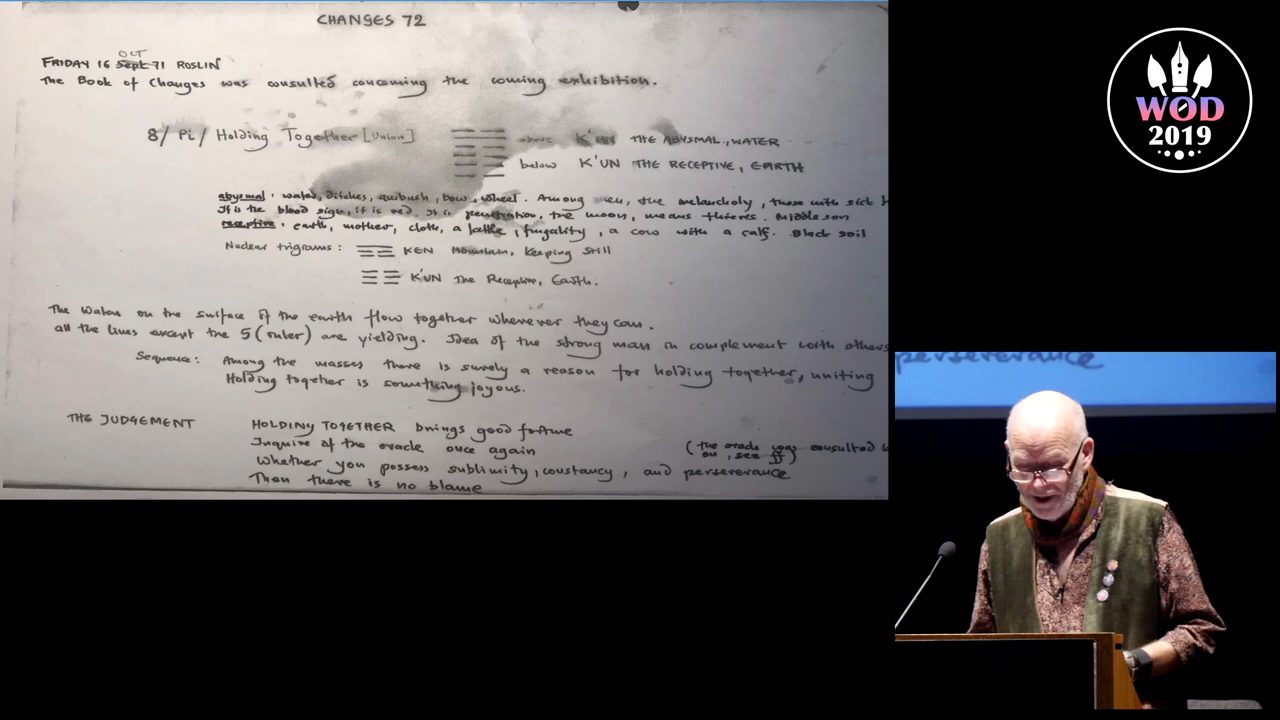 CHANGES 72
OCT
FRIDAY 16 Sept 71 ROSLIN
The Book of Changes was consulted concerning the coming exhibition.
8/ Pi/ Holding Together [Union]
above K' THE ABYSMAL, WATER
below K'UN THE RECEPTIVE, EARTH
abysmal: water, ditches, ambush, bow, wheel. Among men, the melancholy, those with sick
It is the blood sign, it is red. It is penetration, the moon, means thieves. Middle son
receptive: earth, mother, cloth, a kettle, frugality, a cow with a calf. Black soil
Nuclear trigrams: KEN Mountain, Keeping Still
K'UN The Receptive, Earth.
The waters on the surface of the earth flow together wherever they can.
all the lines except the 5 (ruler) are yielding. Idea of the strong man in complement with others
Sequence: Among the masses there is surely a reason for holding together, uniting
Holding together is something joyous.
THE JUDGEMENT HOLDING TOGETHER brings good fortune
Inquire of the oracle once again (the oracle was consulted
Whether you possess sublimity, constancy, and perseverance on, see ff)
Then there is no blame
WOD
2019
perseverance